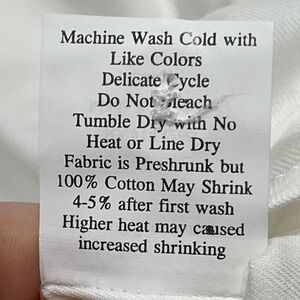 Machine Wash Cold with
Like Colors
Delicate Cycle
Do Not Bleach
Tumble Dry with No
Heat or Line Dry
Fabric is Preshrunk but
100% Cotton May Shrink
4-5% after first wash
Higher heat may caused
increased shrinking